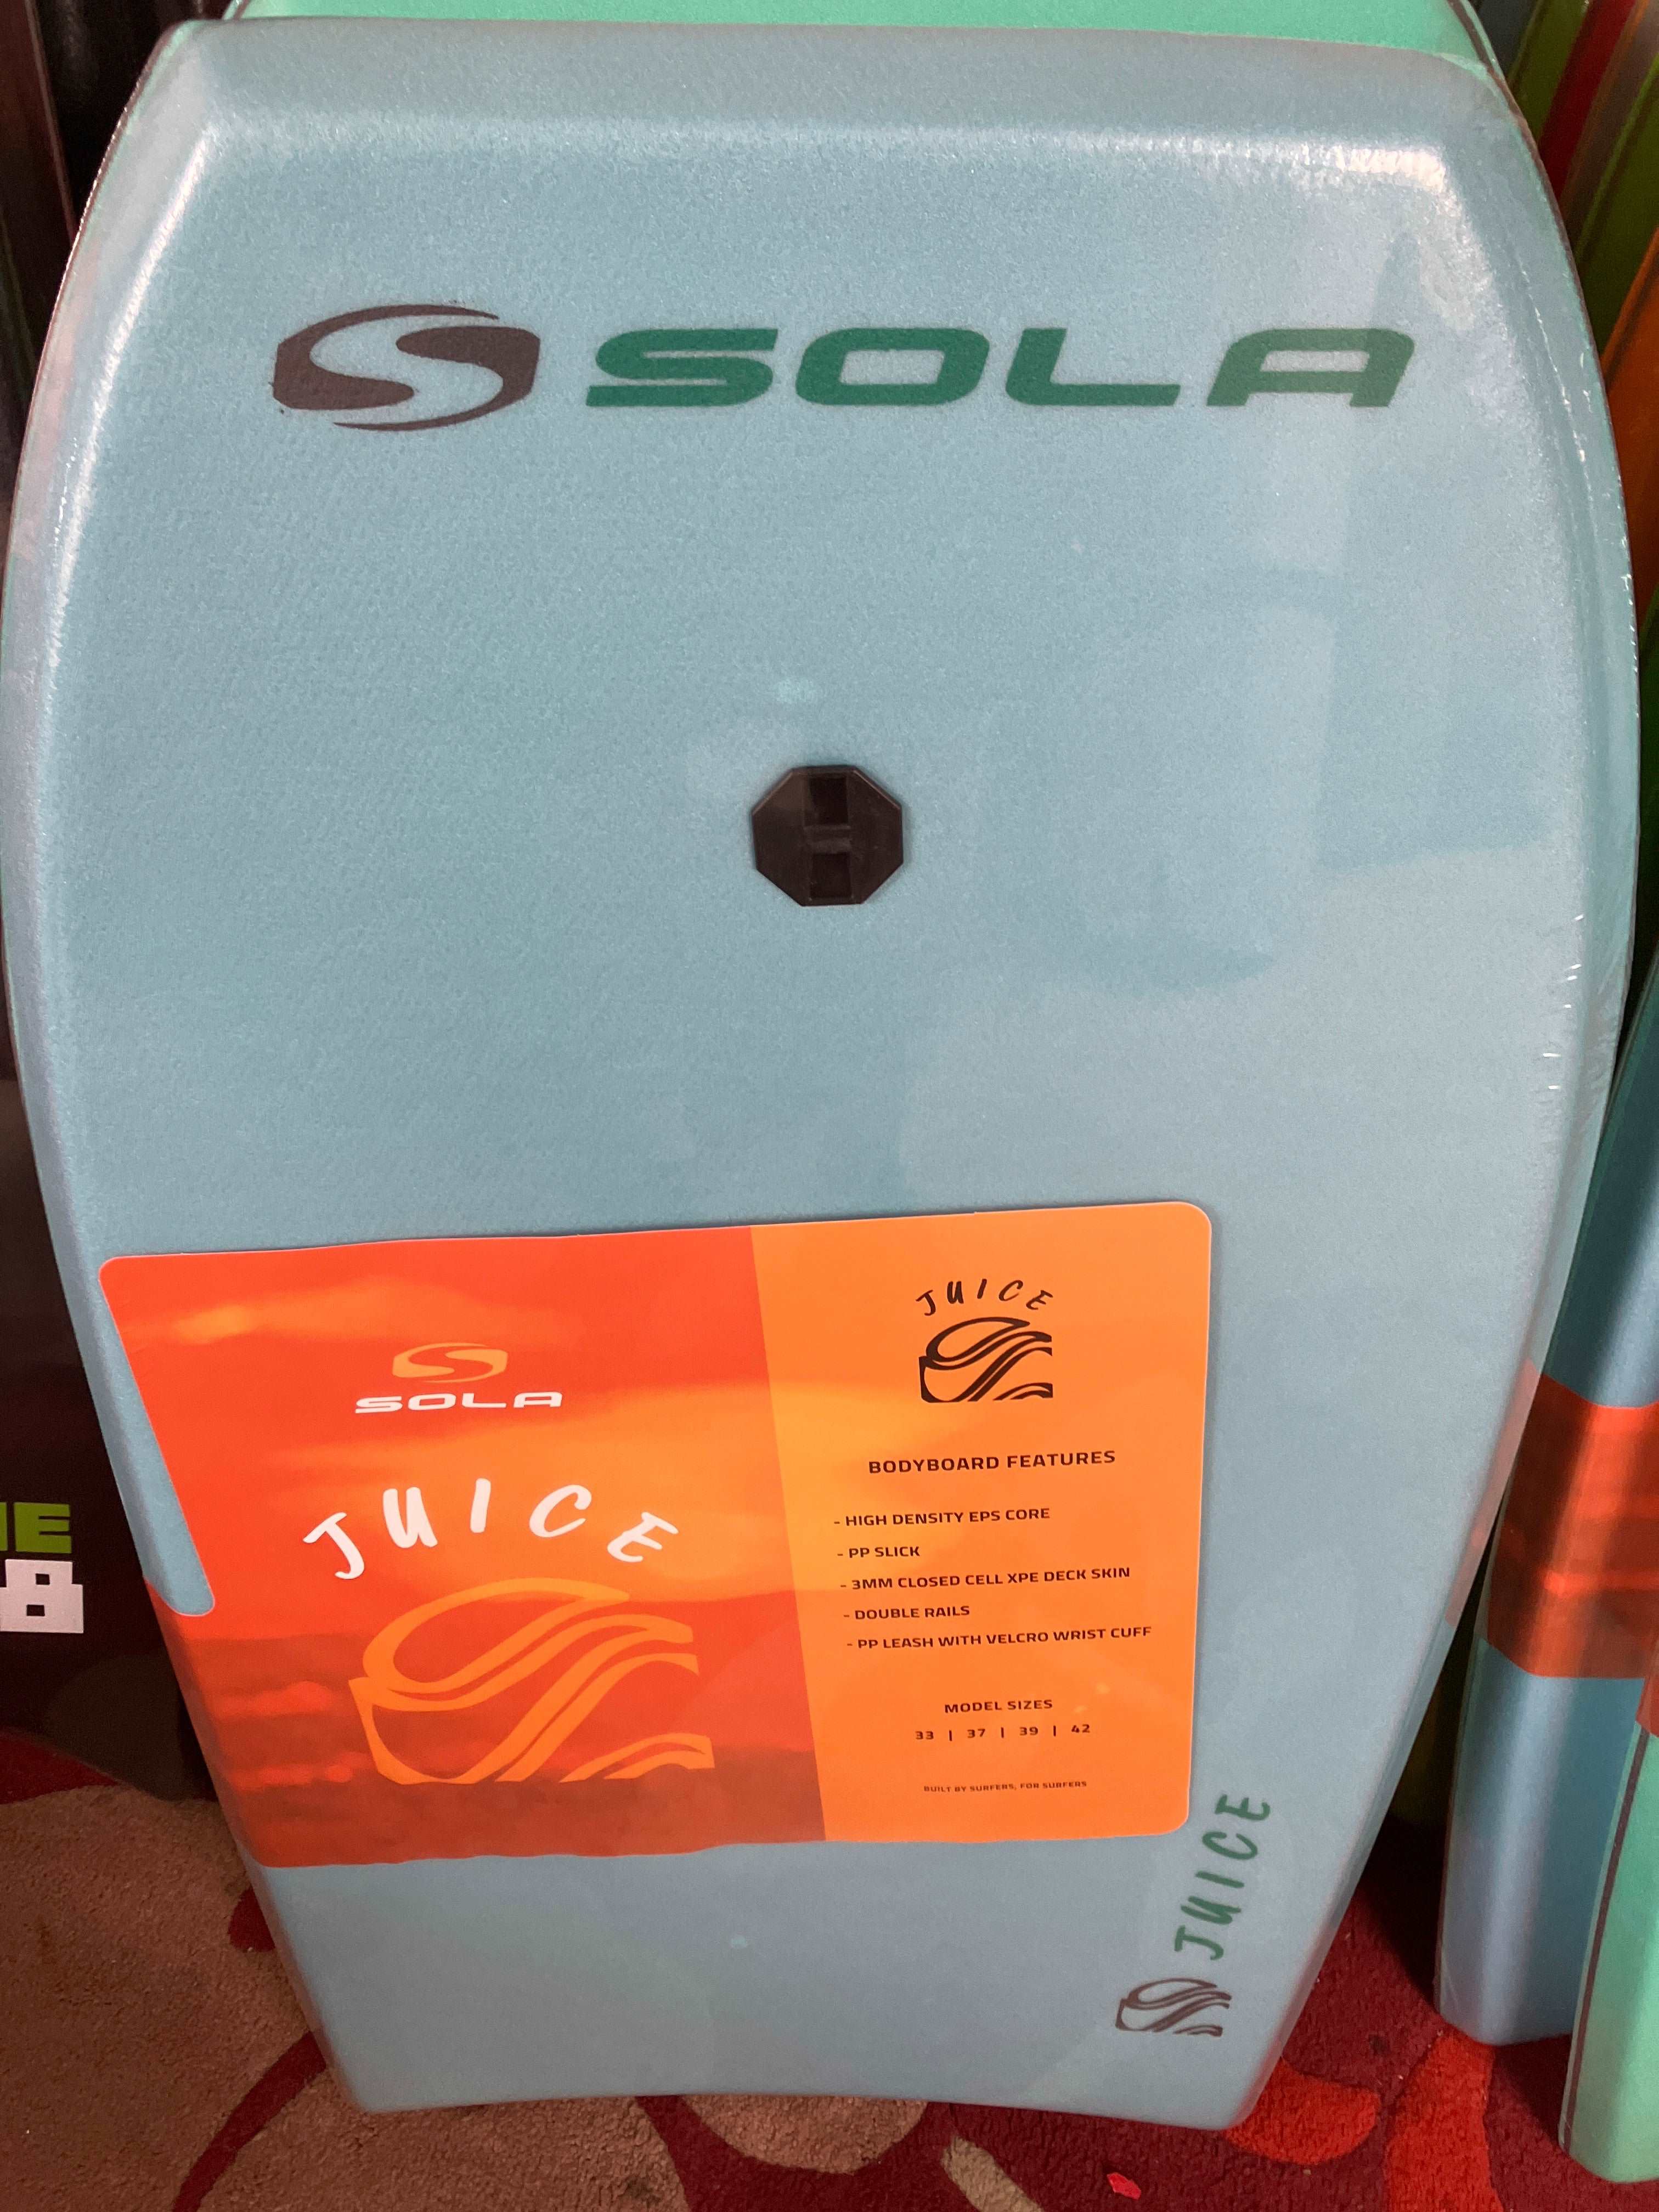 SOLA
SOLA
JUICE
JUICE
BODYBOARD FEATURES
- HIGH DENSITY EPS CORE
- PP SLICK
- 3MM CLOSED CELL XPE DECK SKIN
- DOUBLE RAILS
- PP LEASH WITH VELCRO WRIST CUFF
MODEL SIZES
33 | 37 | 39 | 42
BUILT BY SURFERS, FOR SURFERS
JUICE